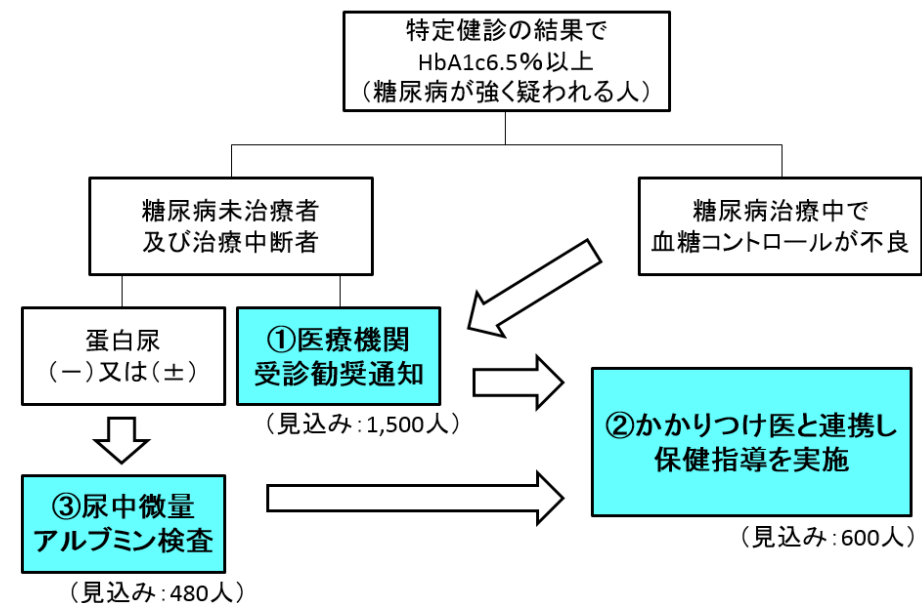 特定健診の結果で
HbA1c6.5％以上
（糖尿病が強く疑われる人）
糖尿病未治療者
及び治療中断者
糖尿病治療中で
血糖コントロールが不良
蛋白尿
（－）又は（±）
①医療機関
受診勧奨通知
（見込み：1,500人）
②かかりつけ医と連携し
保健指導を実施
（見込み：600人）
③尿中微量
アルブミン検査
（見込み：480人）